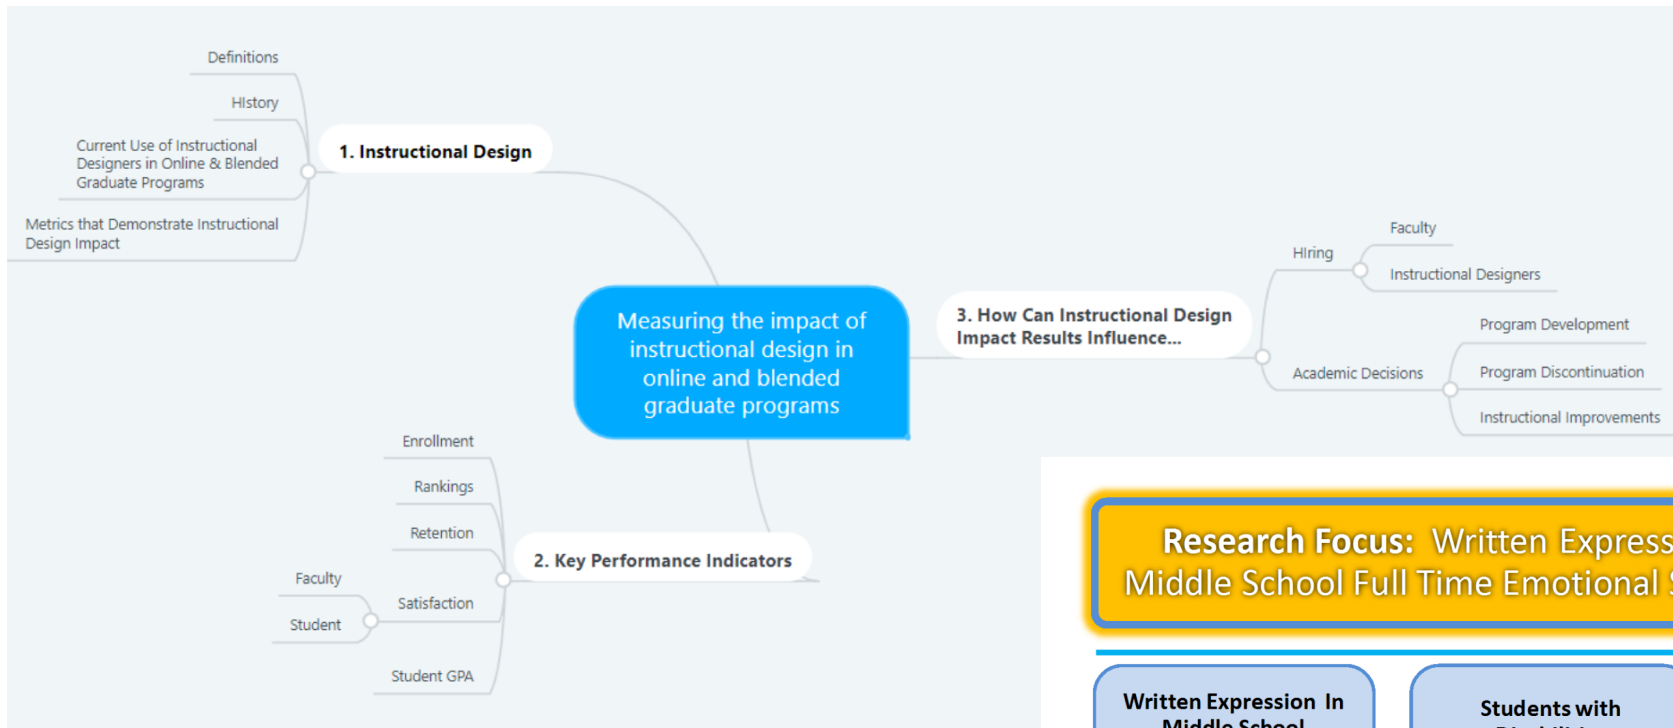 Definitions
HIstory
Current Use of Instructional
Designers in Online & Blended
Graduate Programs
Metrics that Demonstrate Instructional
Design Impact
1. Instructional Design
Measuring the impact of
instructional design in
online and blended
graduate programs
3. How Can Instructional Design
Impact Results Influence...
HIring
Faculty
Instructional Designers
Academic Decisions
Program Development
Program Discontinuation
Instructional Improvements
2. Key Performance Indicators
Enrollment
Rankings
Retention
Satisfaction
Faculty
Student
Student GPA
Research Focus: Written Express
Middle School Full Time Emotional
Written Expression In
Middle School
Students with